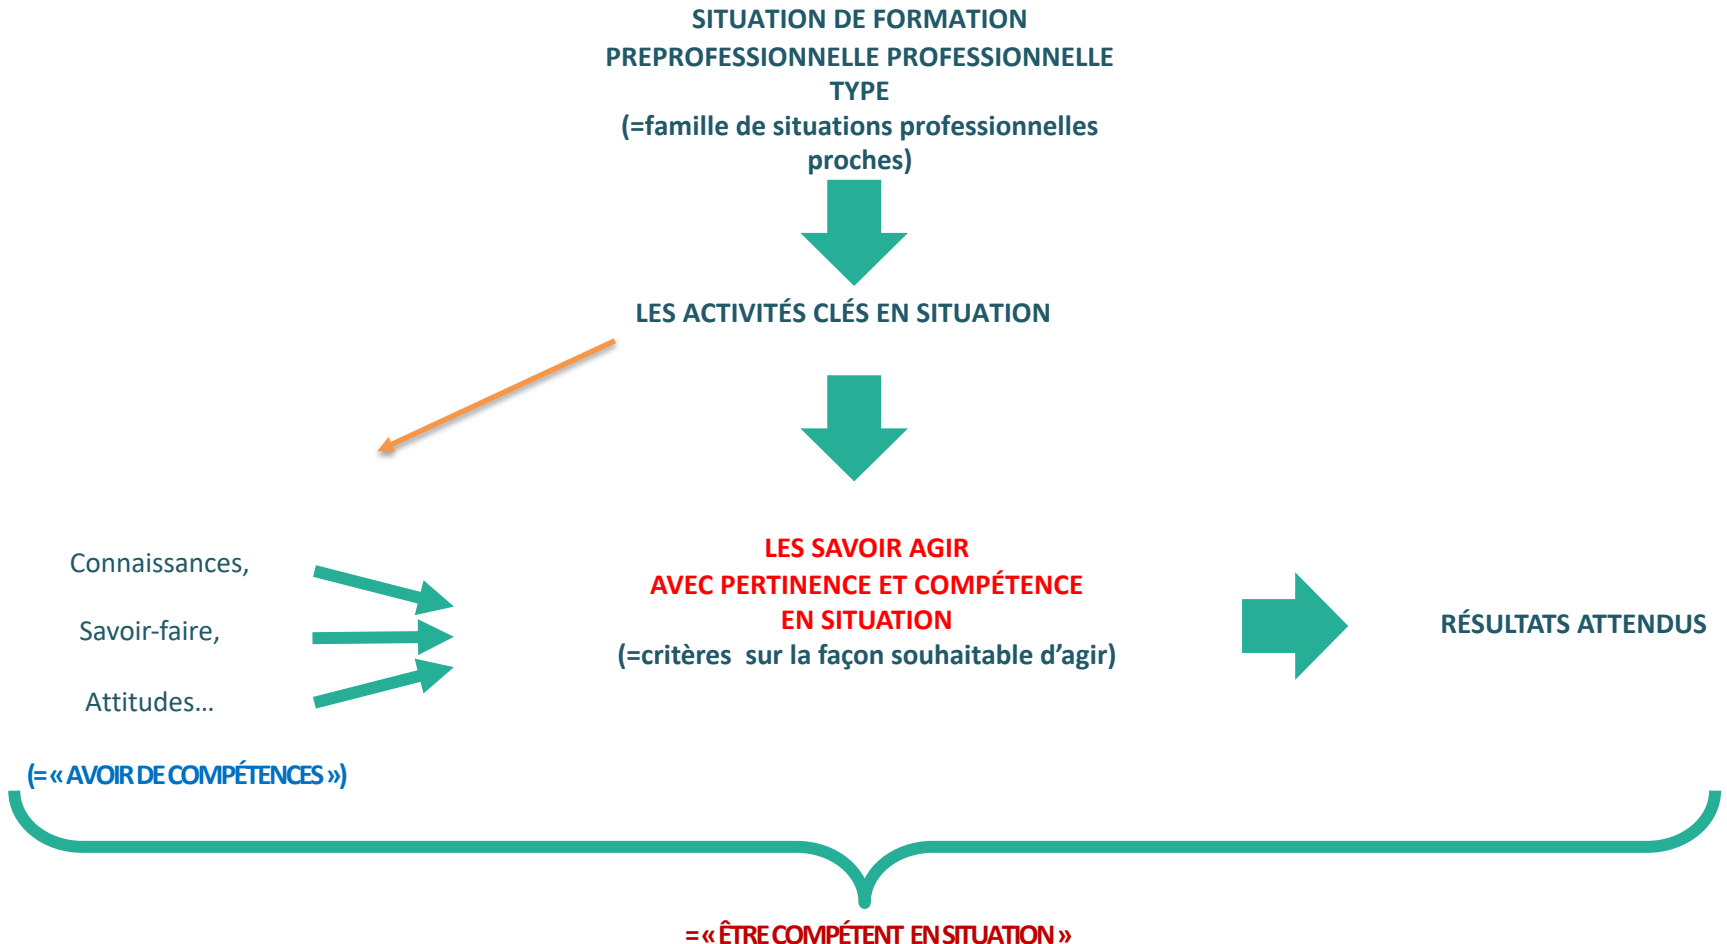 SITUATION DE FORMATION
PREPROFESSIONNELLE PROFESSIONNELLE
TYPE
(=famille de situations professionnelles
proches)
LES ACTIVITÉS CLÉS EN SITUATION
Connaissances,
Savoir-faire,
Attitudes…
(= « AVOIR DE COMPÉTENCES »)
LES SAVOIR AGIR
AVEC PERTINENCE ET COMPÉTENCE
EN SITUATION
(=critères sur la façon souhaitable d’agir)
RÉSULTATS ATTENDUS
= « ÊTRE COMPÉTENT EN SITUATION »